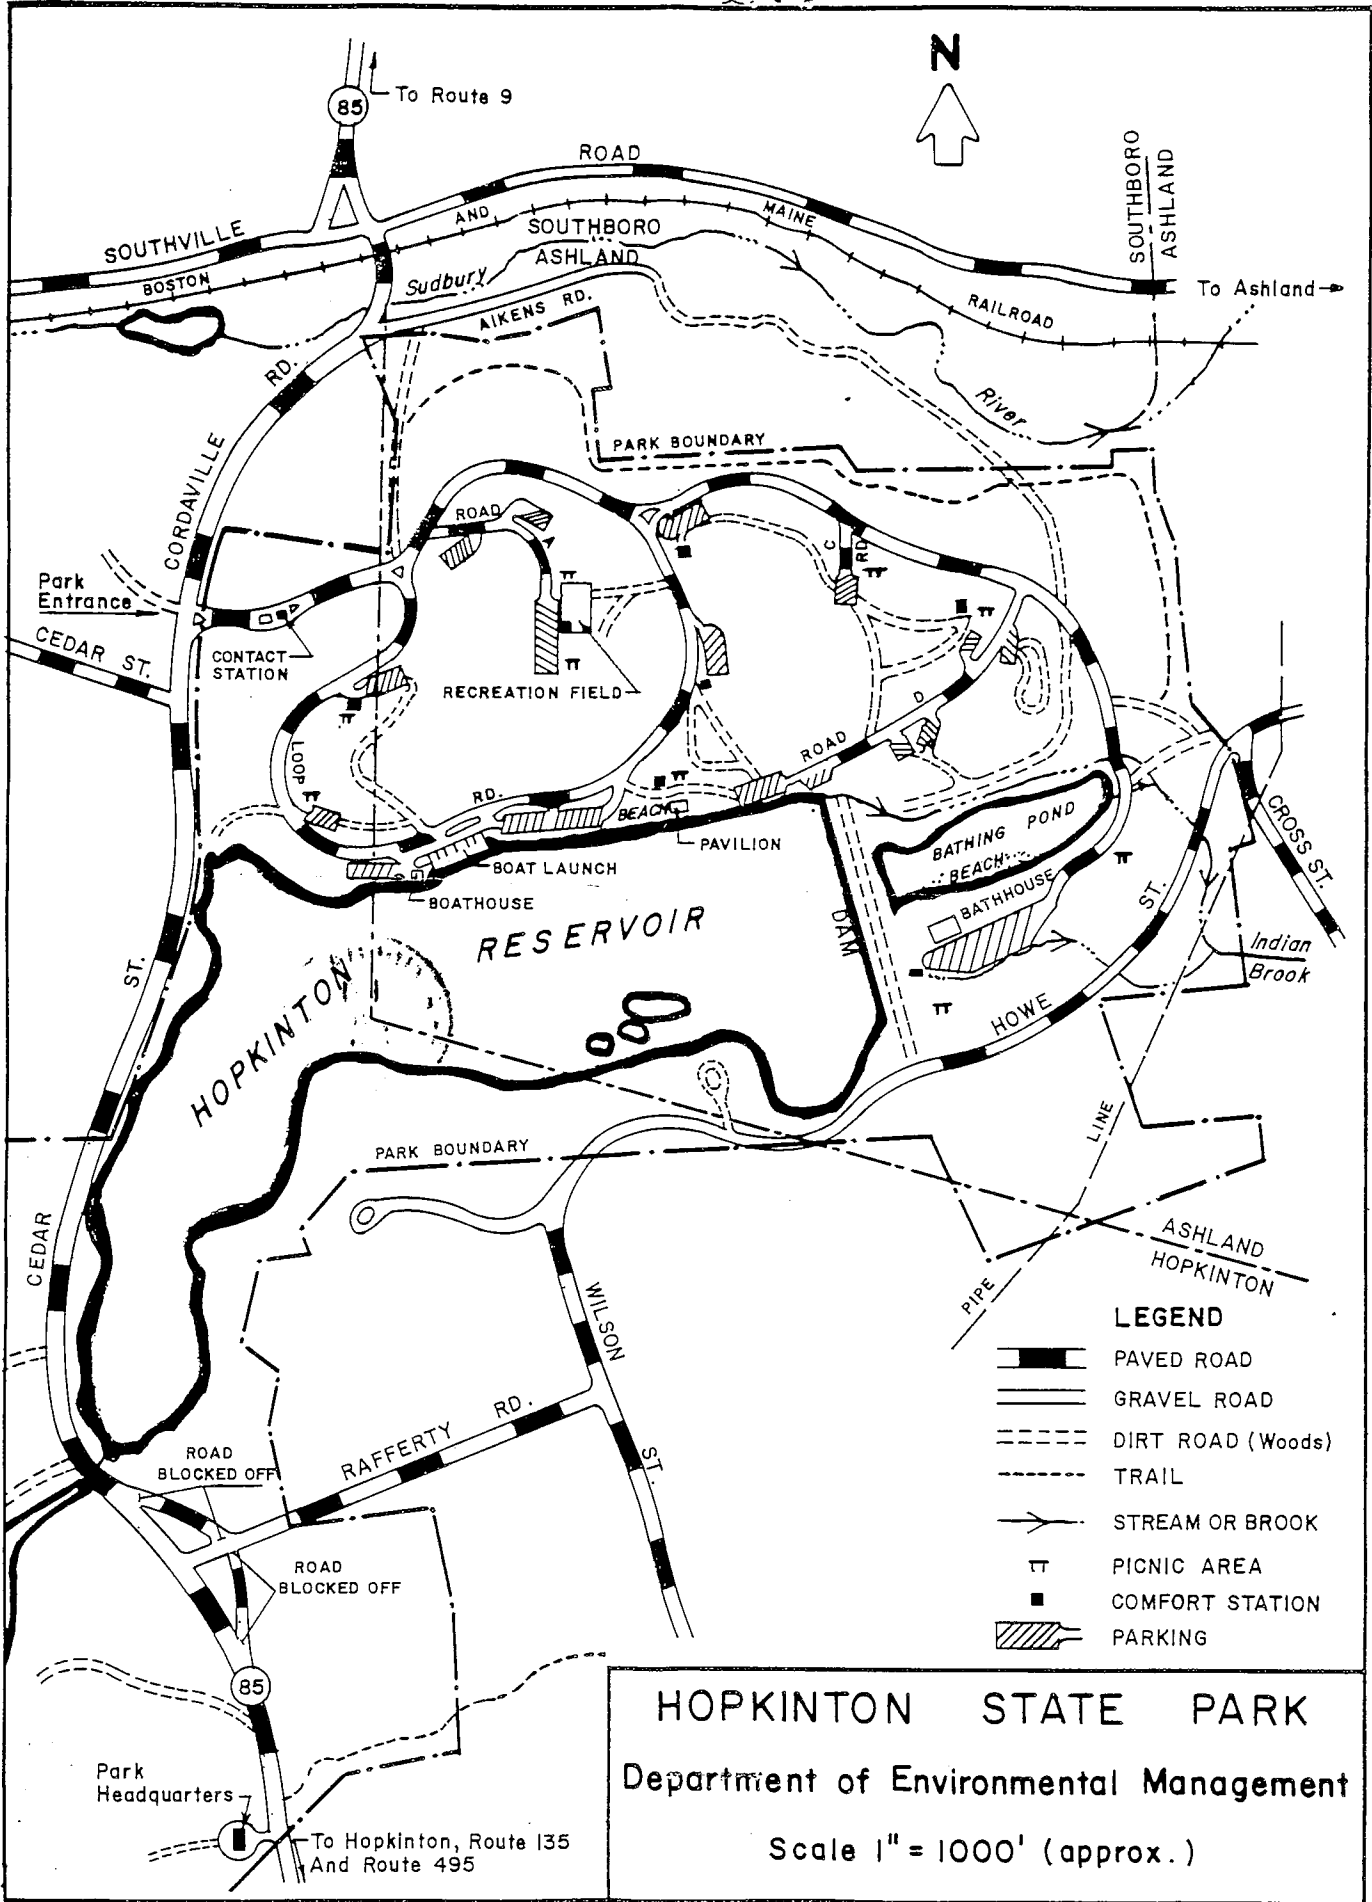 N
85
To Route 9
ROAD
SOUTHVILLE
BOSTON
AND
MAINE
RAILROAD
SOUTHBORO
ASHLAND
SOUTHBORO
ASHLAND
To Ashland
Sudbury
River
AIKENS RD.
CORDAVILLE
RD.
PARK BOUNDARY
ROAD
A
C
RD.
Park
Entrance
CEDAR ST.
CONTACT
STATION
RECREATION FIELD
LOOP
RD.
ROAD
D
BEACH
PAVILION
BOAT LAUNCH
BOATHOUSE
BATHING POND
BEACH
BATHHOUSE
CROSS ST.
Indian
Brook
HOWE
ST.
DAM
HOPKINTON
RESERVOIR
ST.
CEDAR
PARK BOUNDARY
PIPE
LINE
ASHLAND
HOPKINTON
WILSON
ST.
RAFFERTY
RD.
ROAD
BLOCKED OFF
ROAD
BLOCKED OFF
85
Park
Headquarters
To Hopkinton, Route 135
And Route 495
LEGEND
PAVED ROAD
GRAVEL ROAD
DIRT ROAD (Woods)
TRAIL
STREAM OR BROOK
PICNIC AREA
COMFORT STATION
PARKING
HOPKINTON STATE PARK
Department of Environmental Management
Scale 1" = 1000' (approx.)